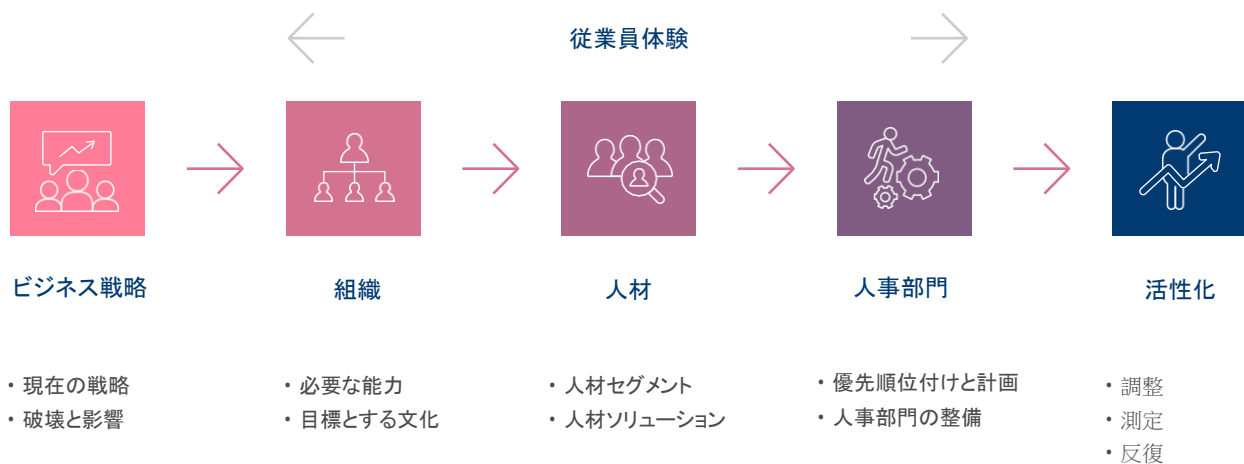 従業員体験
ビジネス戦略
組織
人材
人事部門
活性化
・現在の戦略
・破壊と影響
・必要な能力
・目標とする文化
・人材セグメント
・人材ソリューション
・優先順位付けと計画
・人事部門の整備
・調整
・測定
・反復